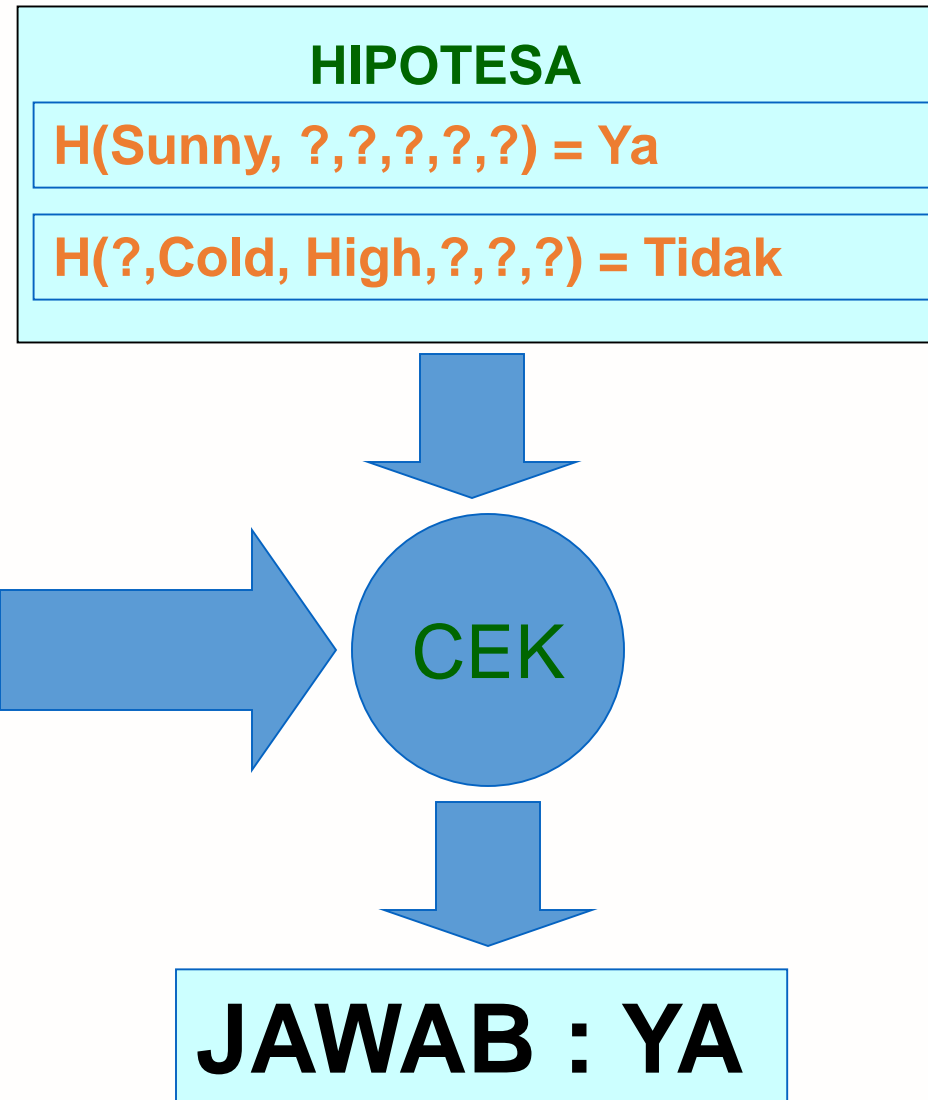 HIPOTESA
H(Sunny, ?,?,?,?,?) = Ya
H(?,Cold, High,?,?,?) = Tidak
CEK
JAWAB : YA